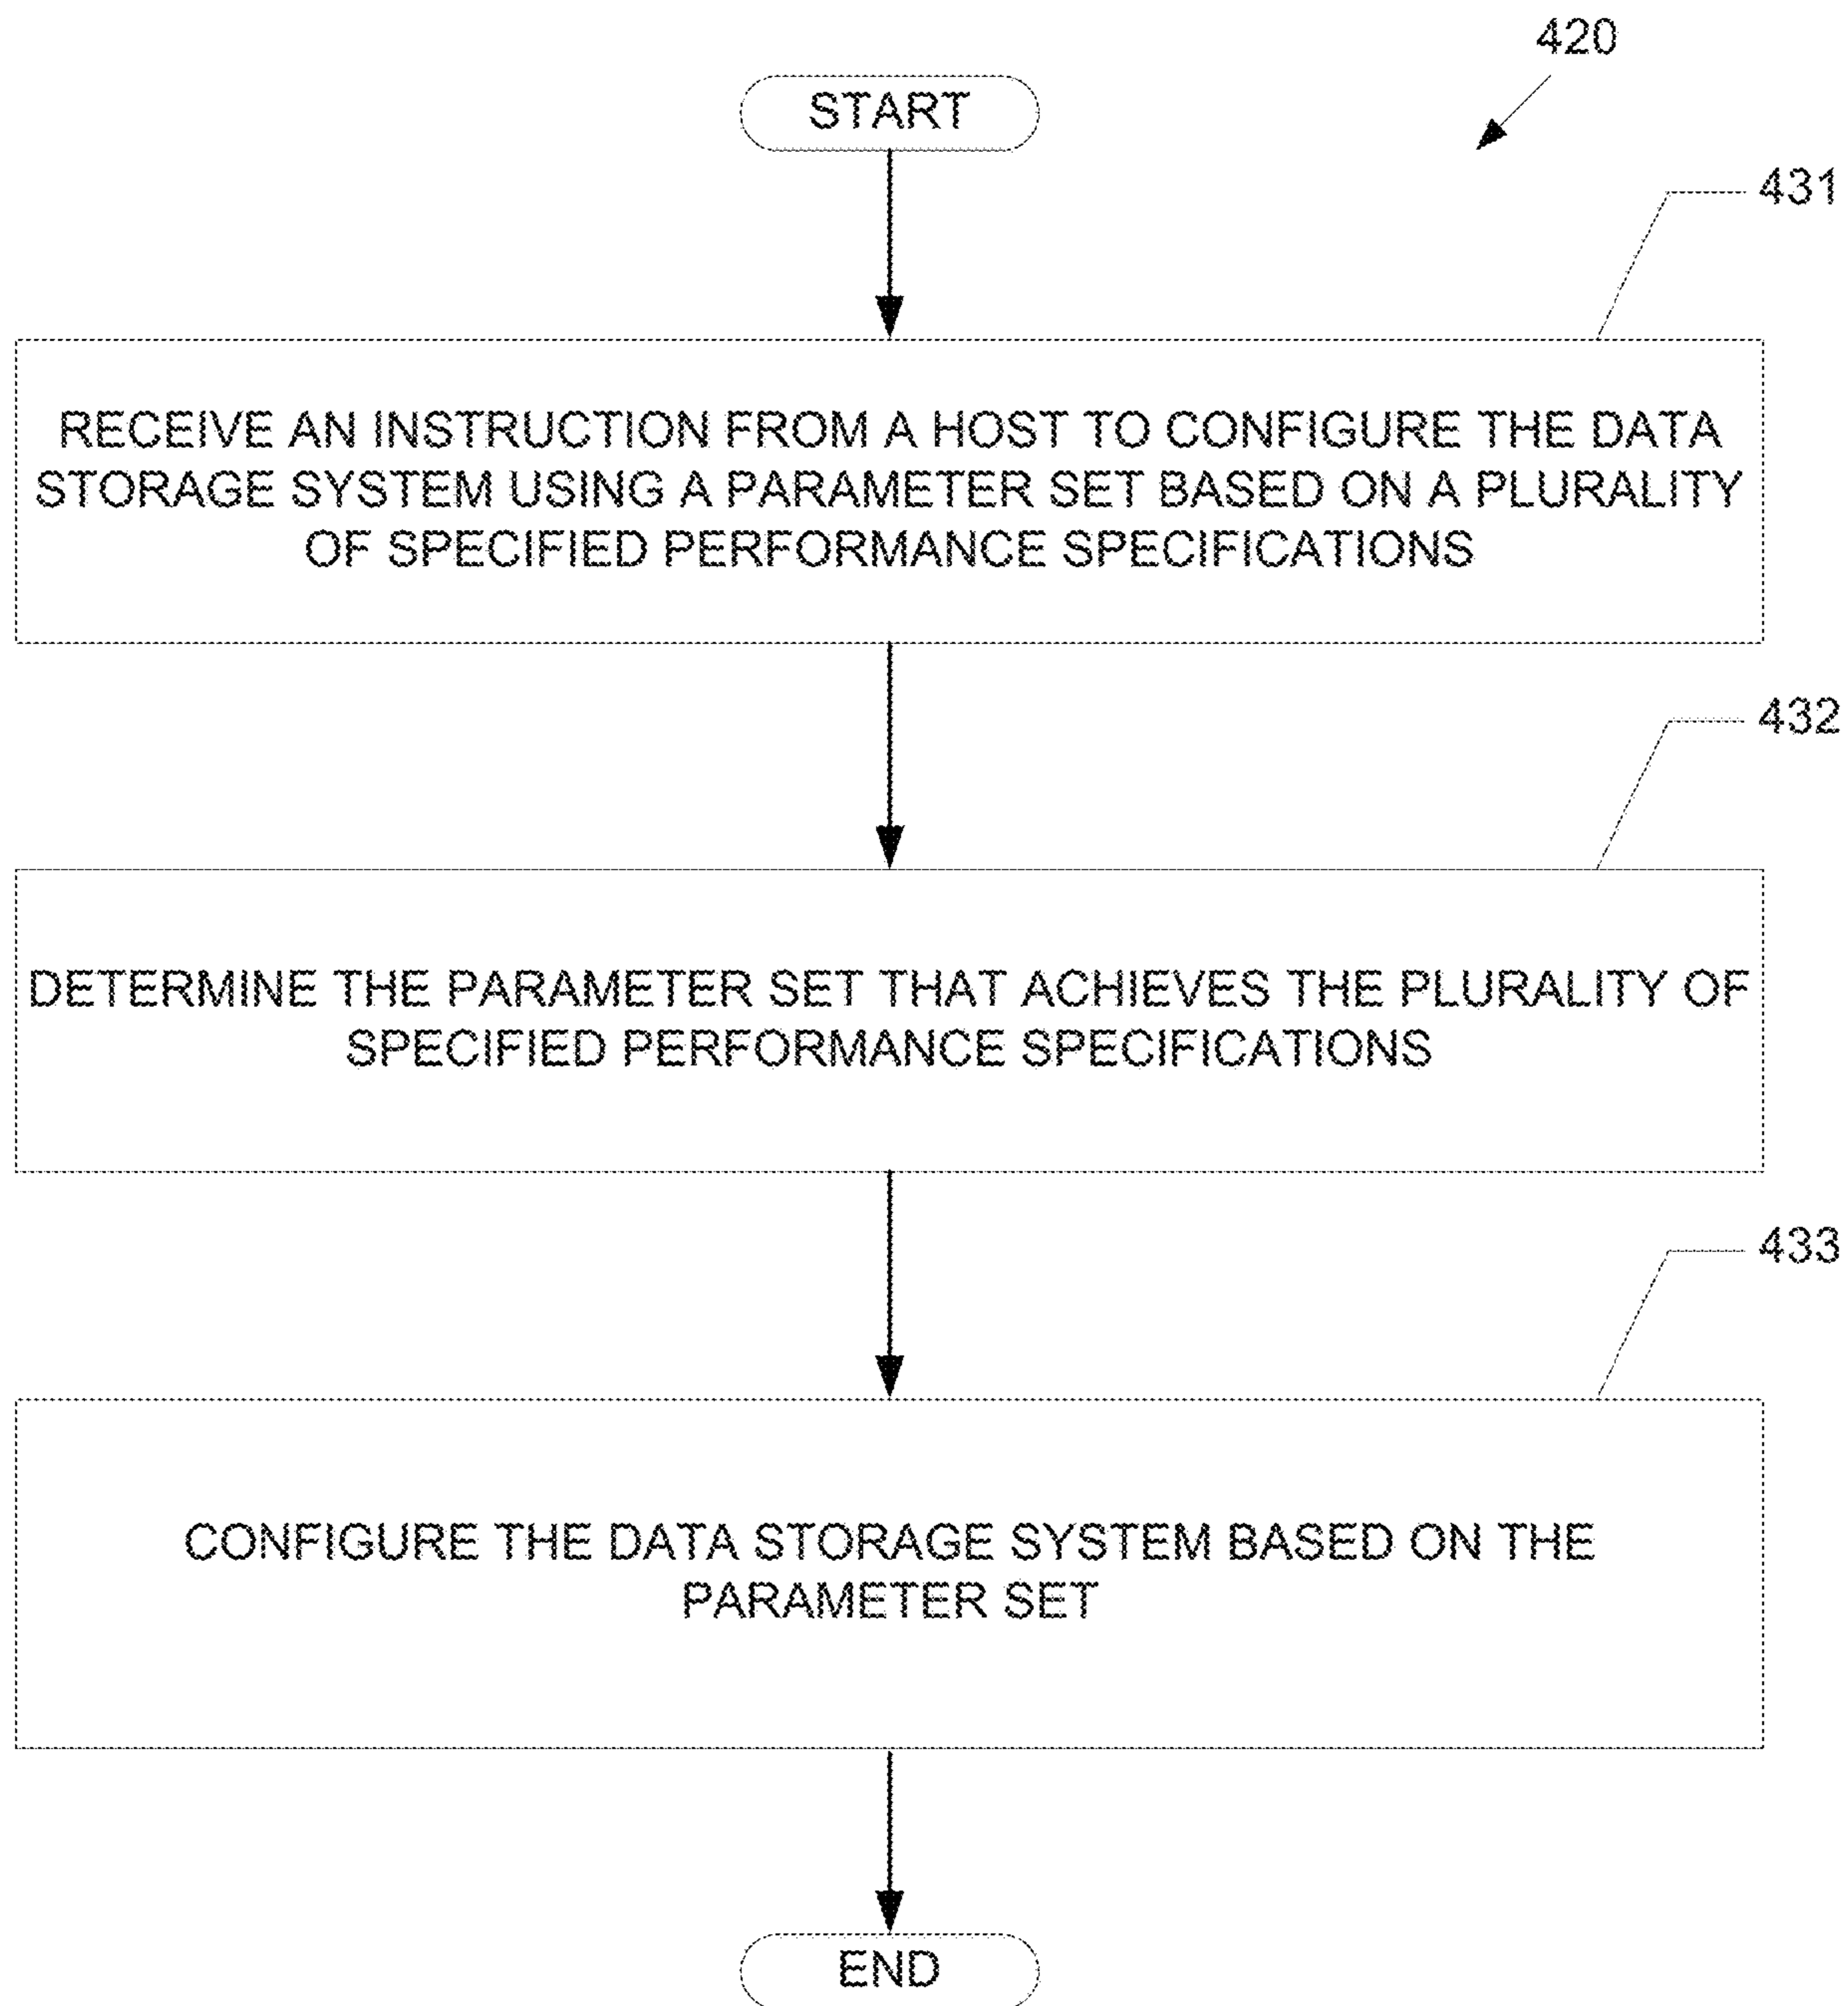 420
START
431
RECEIVE AN INSTRUCTION FROM A HOST TO CONFIGURE THE DATA
STORAGE SYSTEM USING A PARAMETER SET BASED ON A PLURALITY
OF SPECIFIED PERFORMANCE SPECIFICATIONS
432
DETERMINE THE PARAMETER SET THAT ACHIEVES THE PLURALITY OF
SPECIFIED PERFORMANCE SPECIFICATIONS
433
CONFIGURE THE DATA STORAGE SYSTEM BASED ON THE
PARAMETER SET
END